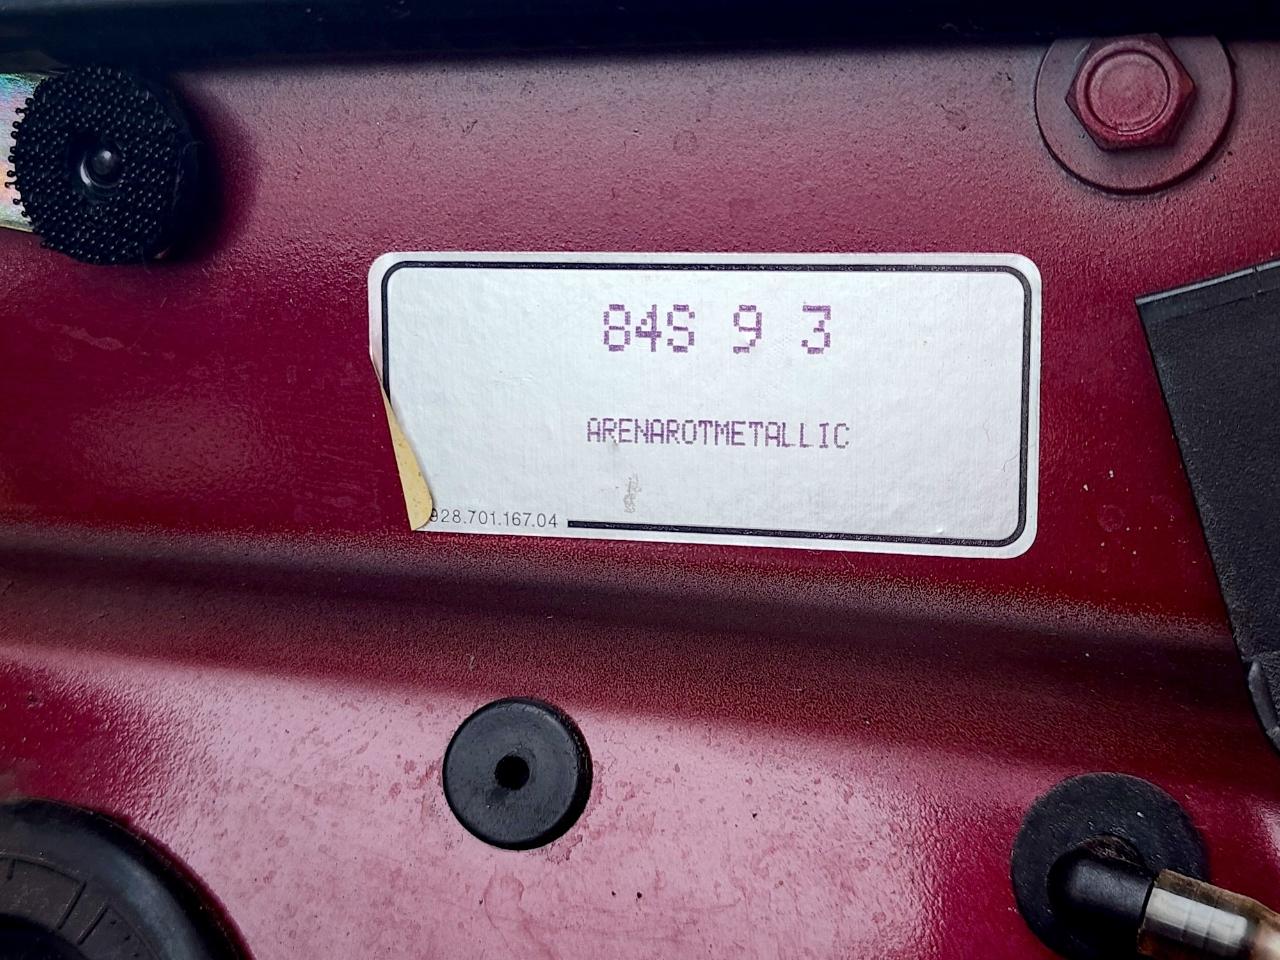 84S 9 3
ARENAROTMETALLIC
928.701.167.04